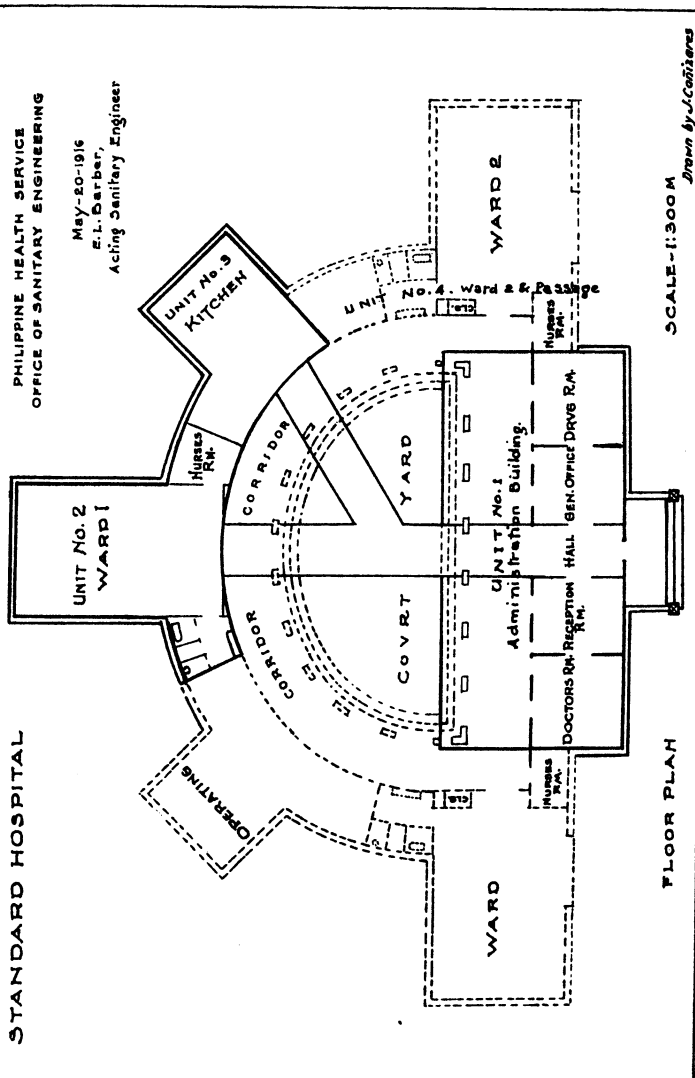 STANDARD HOSPITAL
PHILIPPINE HEALTH SERVICE
OFFICE OF SANITARY ENGINEERING
May-20-1916
E.L. Barber,
Acting Sanitary Engineer
UNIT No. 2
WARD 1
UNIT No. 3
KITCHEN
NURSES
RM.
OPERATING
CORRIDOR
CORRIDOR
COVRT
YARD
UNIT No. 4. Ward 2 & Passage
WARD 2
WARD
CLO.
CLO.
NURSES
RM.
NURSES
RM.
UNIT No. 1
Administration Building.
DOCTORS RM.
RECEPTION
RM.
HALL
GEN. OFFICE
DRUG RM.
FLOOR PLAN
SCALE-1:300 M
Drawn by J. Cañizares